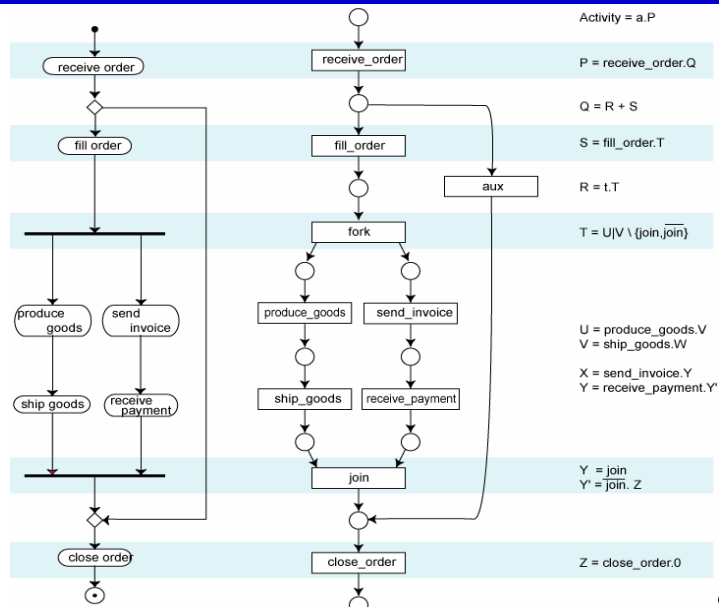 Activity = a.P
receive order
receive_order
P = receive_order.Q
Q = R + S
fill order
fill_order
S = fill_order.T
aux
R = t.T
fork
T = U|V \ {join,join̅}
produce
goods
send
invoice
produce_goods
send_invoice
U = produce_goods.V
V = ship_goods.W
ship goods
receive
payment
ship_goods
receive_payment
X = send_invoice.Y
Y = receive_payment.Y'
join
Y = join
Y' = j̅o̅i̅n̅. Z
close order
close_order
Z = close_order.0